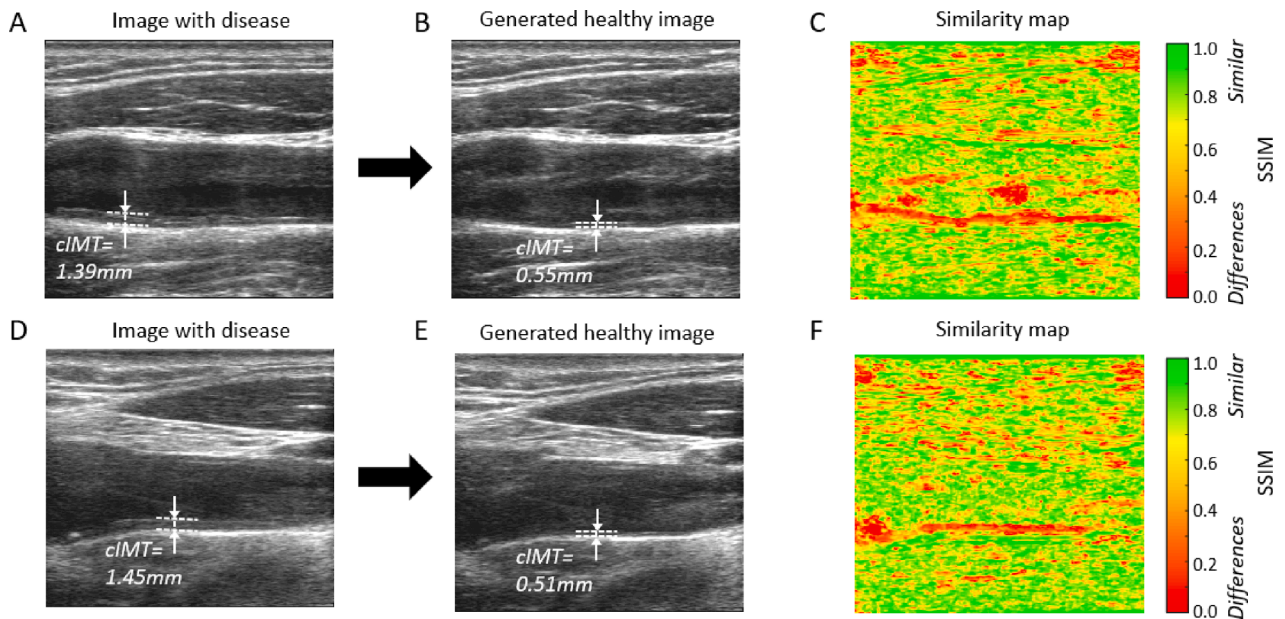 A
Image with disease
B
Generated healthy image
C
Similarity map
cIMT=
1.39mm
cIMT=
0.55mm
1.0
0.8
0.6
0.4
0.2
0.0
Similar
Differences
SSIM
D
Image with disease
E
Generated healthy image
F
Similarity map
cIMT=
1.45mm
cIMT=
0.51mm
1.0
0.8
0.6
0.4
0.2
0.0
Similar
Differences
SSIM